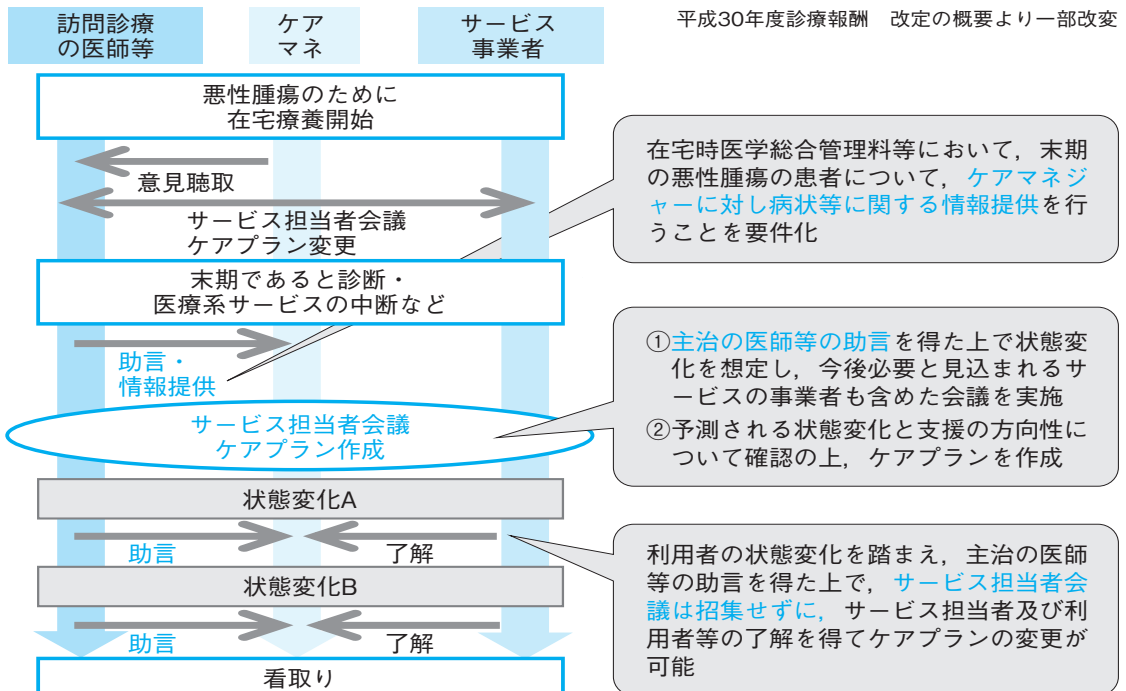 平成30年度診療報酬　改定の概要より一部改変
訪問診療
の医師等
ケア
マネ
サービス
事業者
悪性腫瘍のために
在宅療養開始
意見聴取
サービス担当者会議
ケアプラン変更
在宅時医学総合管理料等において，末期
の悪性腫瘍の患者について，ケアマネジ
ャーに対し病状等に関する情報提供を行
うことを要件化
末期であると診断・
医療系サービスの中断など
助言・
情報提供
サービス担当者会議
ケアプラン作成
①主治の医師等の助言を得た上で状態変
化を想定し，今後必要と見込まれるサ
ービスの事業者も含めた会議を実施
②予測される状態変化と支援の方向性に
ついて確認の上，ケアプランを作成
状態変化A
助言
了解
状態変化B
助言
了解
利用者の状態変化を踏まえ，主治の医師
等の助言を得た上で，サービス担当者会
議は招集せずに，サービス担当者及び利
用者等の了解を得てケアプランの変更が
可能
看取り